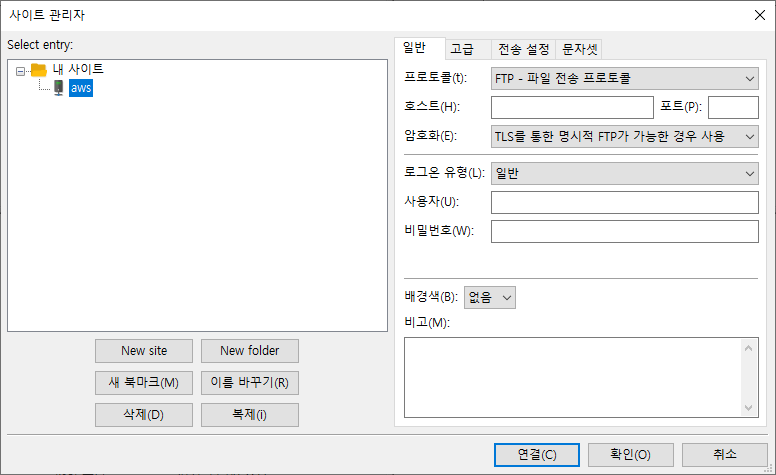 사이트 관리자
Select entry:
내 사이트
aws
New site
New folder
새 북마크(M)
이름 바꾸기(R)
삭제(D)
복제(i)
일반
고급
전송 설정
문자셋
프로토콜(t):
FTP - 파일 전송 프로토콜
호스트(H):
포트(P):
암호화(E):
TLS를 통한 명시적 FTP가 가능한 경우 사용
로그온 유형(L):
일반
사용자(U):
비밀번호(W):
배경색(B):
없음
비고(M):
연결(C)
확인(O)
취소